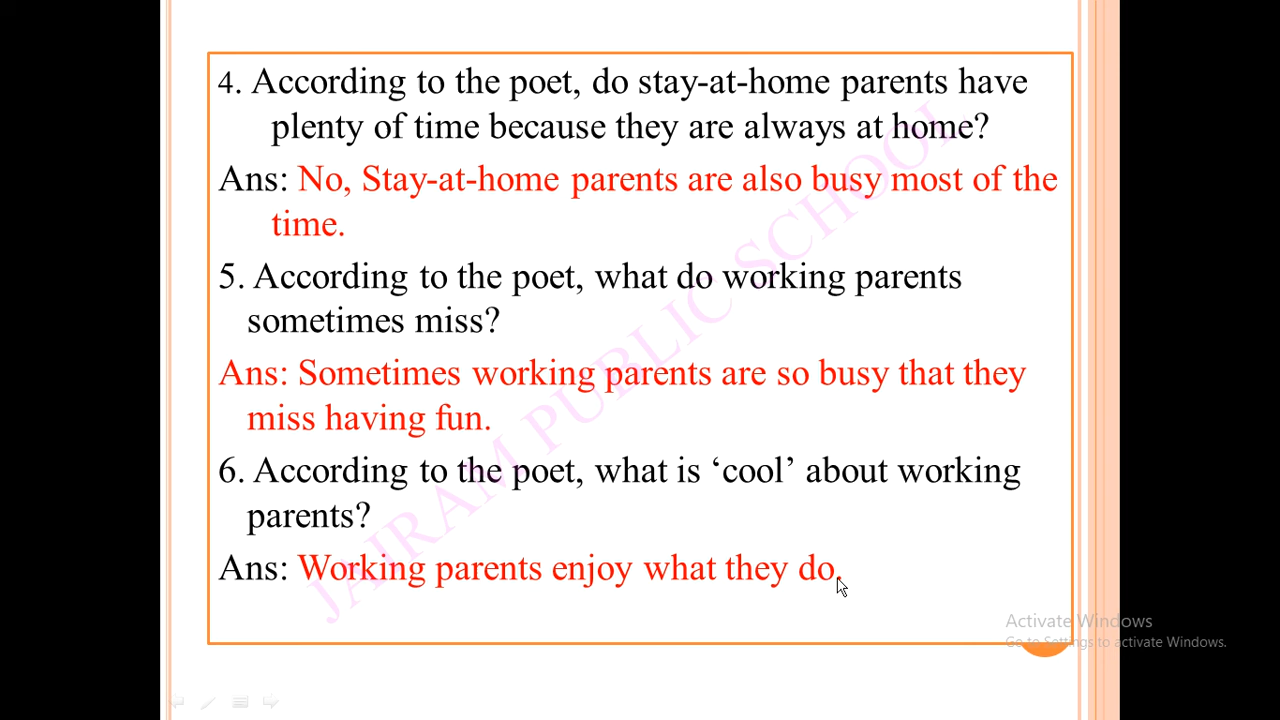 4. According to the poet, do stay-at-home parents have
plenty of time because they are always at home?
Ans: No, Stay-at-home parents are also busy most of the
time.
5. According to the poet, what do working parents
sometimes miss?
Ans: Sometimes working parents are so busy that they
miss having fun.
6. According to the poet, what is ‘cool’ about working
parents?
Ans: Working parents enjoy what they do.
JAIRAM PUBLIC SCHOOL
Activate Windows
Go to Settings to activate Windows.